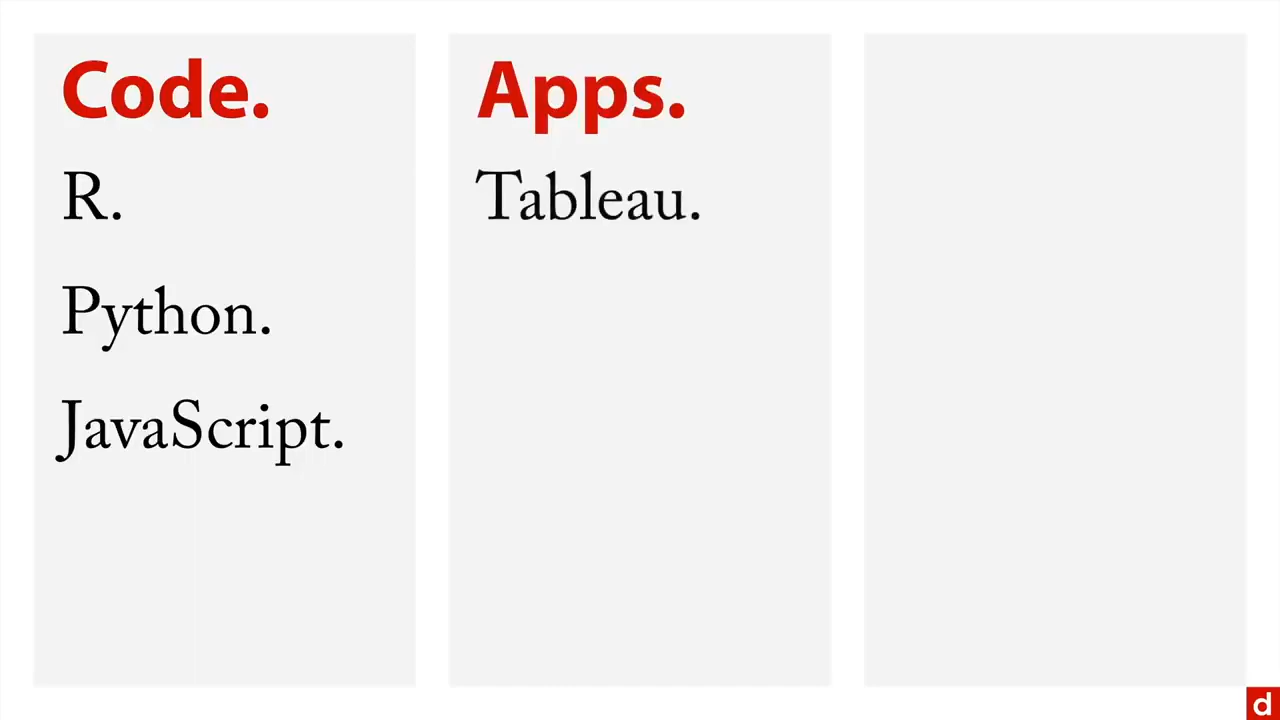 Code.
R.
Python.
JavaScript.
Apps.
Tableau.
d